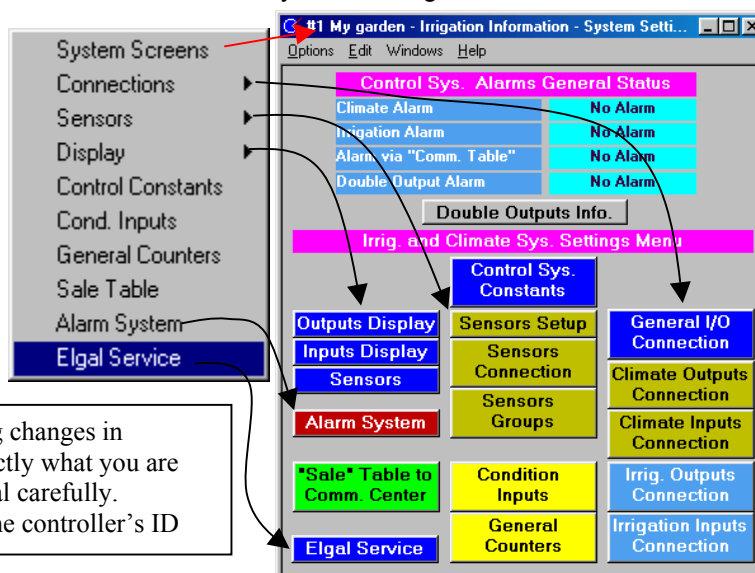 System Screens
Connections
Sensors
Display
Control Constants
Cond. Inputs
General Counters
Sale Table
Alarm System
Elgal Service
g changes in
ctly what you are
al carefully.
ne controller's ID
#1 My garden - Irrigation Information - System Setti...
Options Edit Windows Help
Control Sys. Alarms General Status
Climate Alarm No Alarm
Irrigation Alarm No Alarm
Alarm via "Comm. Table" No Alarm
Double Output Alarm No Alarm
Double Outputs Info.
Irrig. and Climate Sys. Settings Menu
Control Sys.
Constants
Outputs Display
Inputs Display
Sensors
Alarm System
"Sale" Table to
Comm. Center
Elgal Service
Sensors Setup
Sensors
Connection
Sensors
Groups
Condition
Inputs
General
Counters
General I/O
Connection
Climate Outputs
Connection
Climate Inputs
Connection
Irrig. Outputs
Connection
Irrigation Inputs
Connection